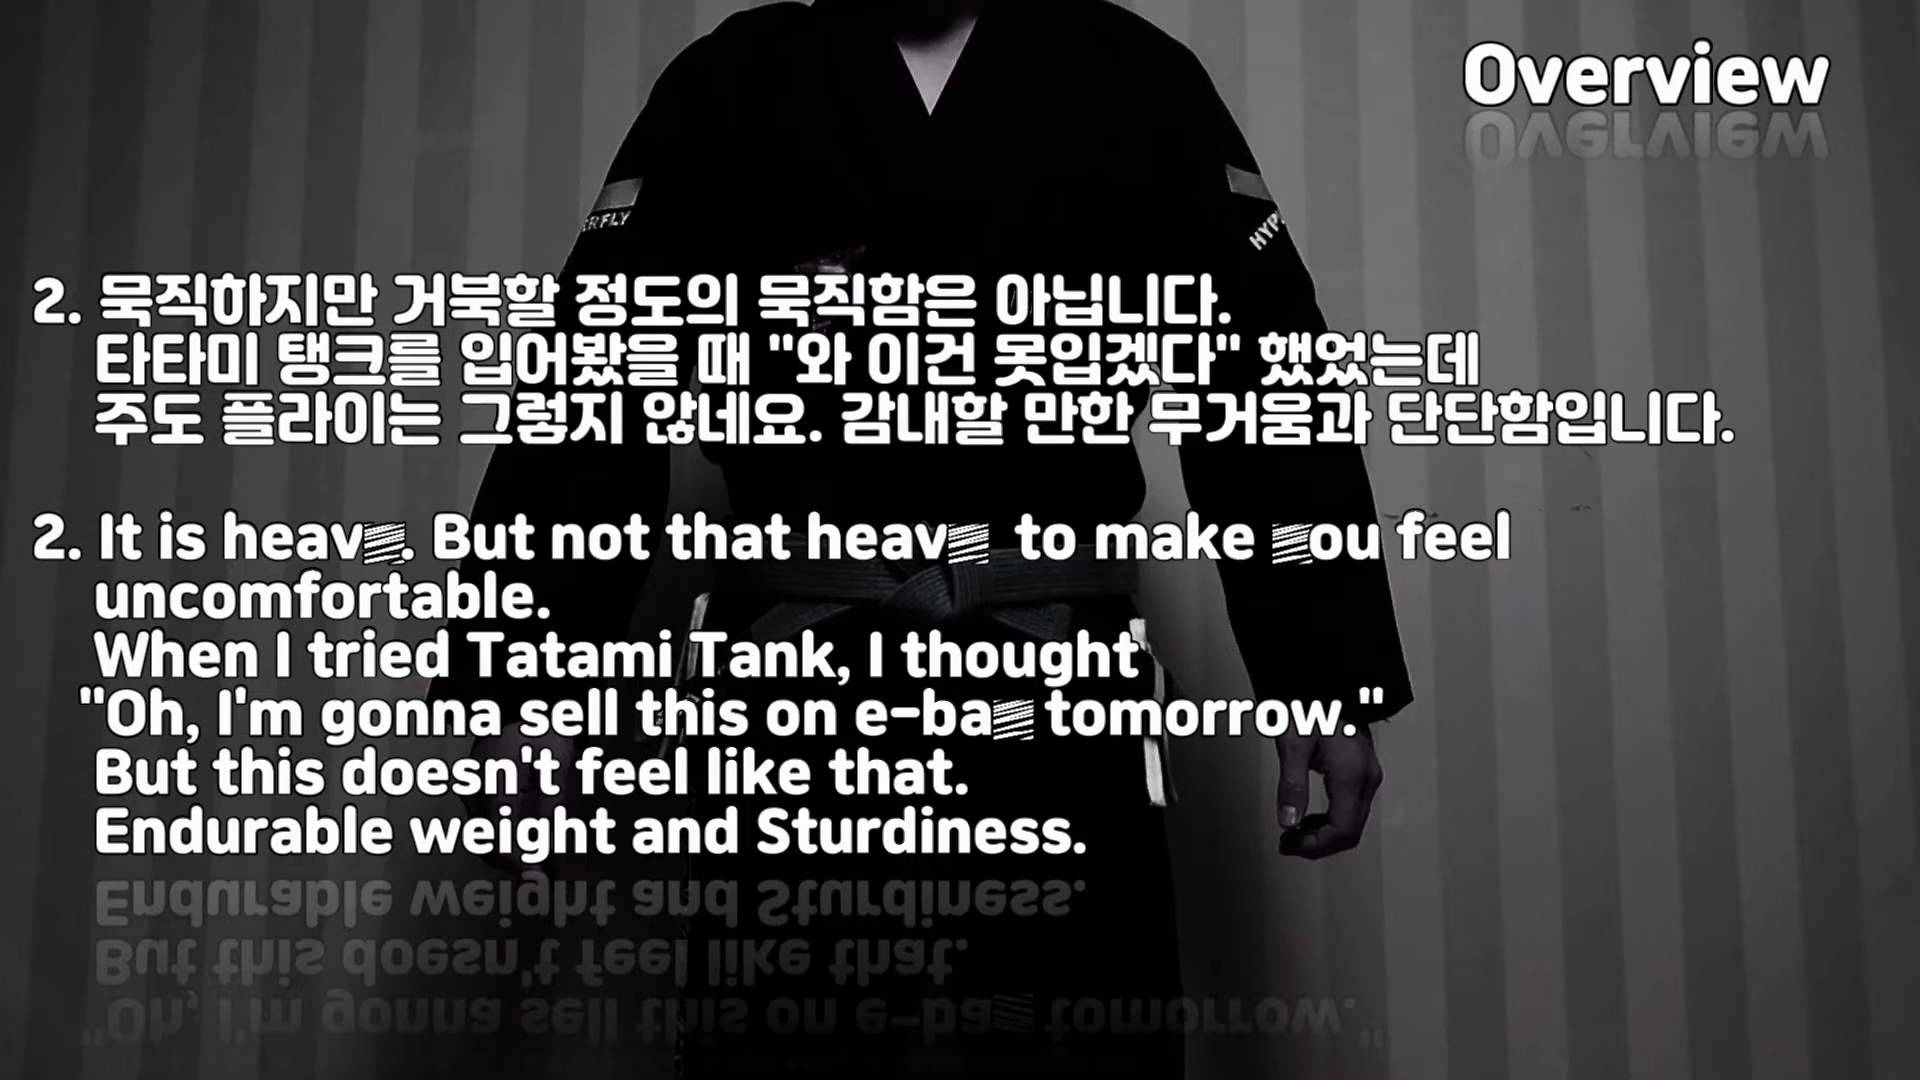 Overview
2. 묵직하지만 거북할 정도의 묵직함은 아닙니다.
타타미 탱크를 입어봤을 때 "와 이건 못입겠다" 했었는데
주도 플라이는 그렇지 않네요. 감내할 만한 무거움과 단단함입니다.
2. It is But not that to make feel
uncomfortable.
When I tried Tatami Tank, I thought
"Oh, I'm gonna sell this on tomorrow."
But this doesn't feel like that.
Endurable weight and Sturdiness.